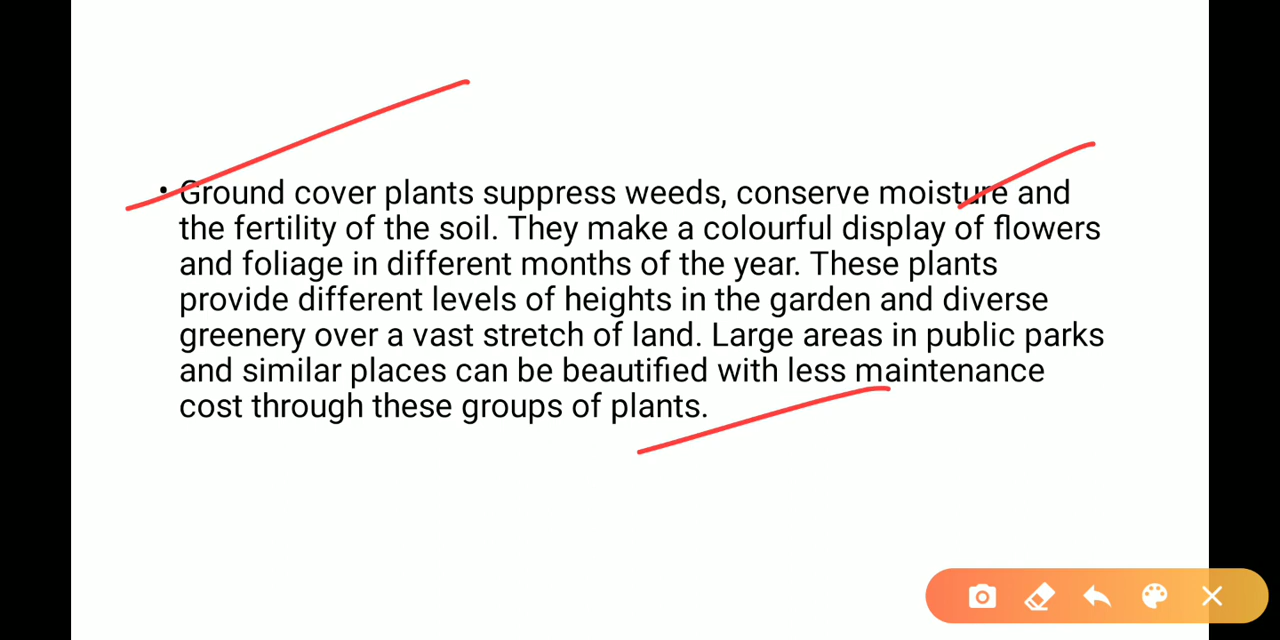 • Ground cover plants suppress weeds, conserve moisture and
the fertility of the soil. They make a colourful display of flowers
and foliage in different months of the year. These plants
provide different levels of heights in the garden and diverse
greenery over a vast stretch of land. Large areas in public parks
and similar places can be beautified with less maintenance
cost through these groups of plants.